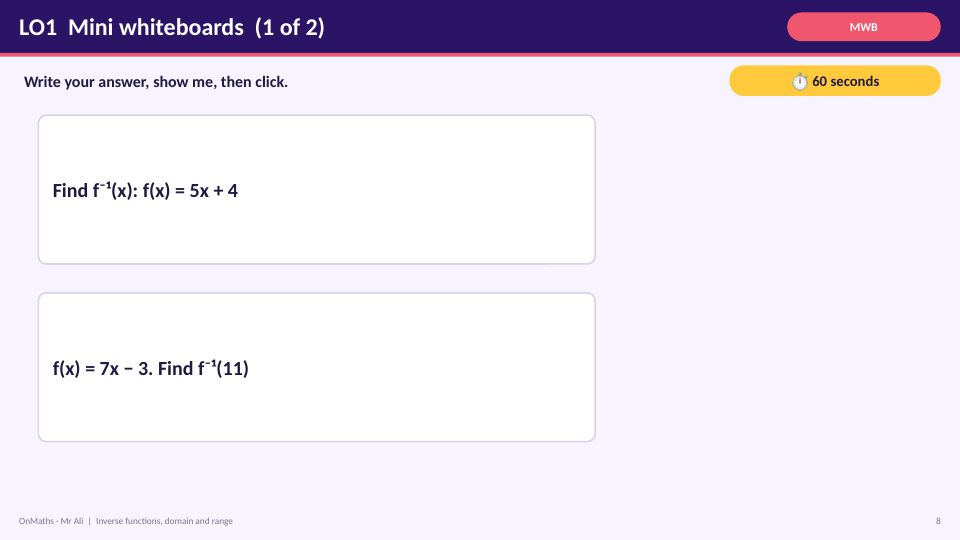 LO1  Mini whiteboards  (1 of 2)
MWB
Write your answer, show me, then click.
⏱ 60 seconds
Find f⁻¹(x): f(x) = 5x + 4
f(x) = 7x − 3. Find f⁻¹(11)
OnMaths - Mr Ali  |  Inverse functions, domain and range
8